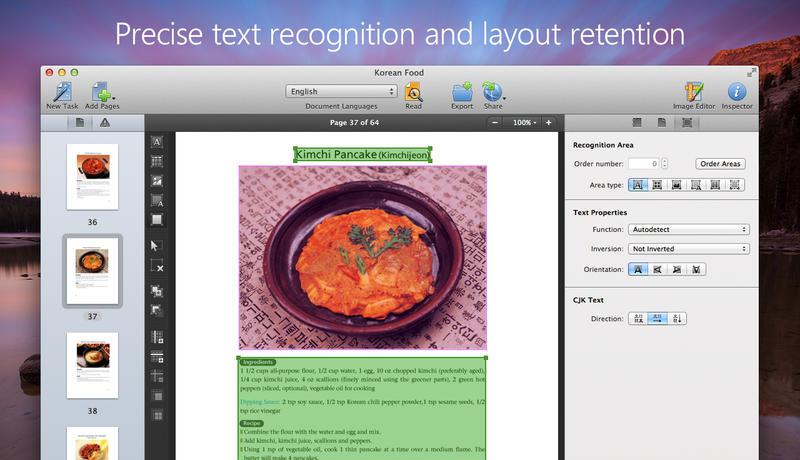 Precise text recognition and layout retention
Korean Food
New Task
Add Pages
English
Document Languages
Read
Export
Share
Image Editor
Inspector
Page 37 of 64
100%
36
37
38
Kimchi Pancake (Kimchijeon)
Ingredients
1 1/2 cups all-purpose flour, 1/2 cup water, 1 egg, 10 oz chopped kimchi (preferably aged),
1/4 cup kimchi juice, 4 oz scallions (finely minced using the greener parts), 2 green hot
peppers (sliced, optional), vegetable oil for cooking
Dipping Sauce: 2 tsp soy sauce, 1/2 tsp Korean chili pepper powder,1 tsp sesame seeds, 1/2
tsp rice vinegar
Recipe
Combine the flour with the water and egg and mix.
Add kimchi, kimchi juice, scallions and peppers.
Using 1 tsp of vegetable oil, cook 1 thin pancake at a time over a medium flame. The
batter will make 4 pancakes.
Recognition Area
Order number: 0
Order Areas
Area type:
Text Properties
Function: Autodetect
Inversion: Not Inverted
Orientation:
CJK Text
Direction: